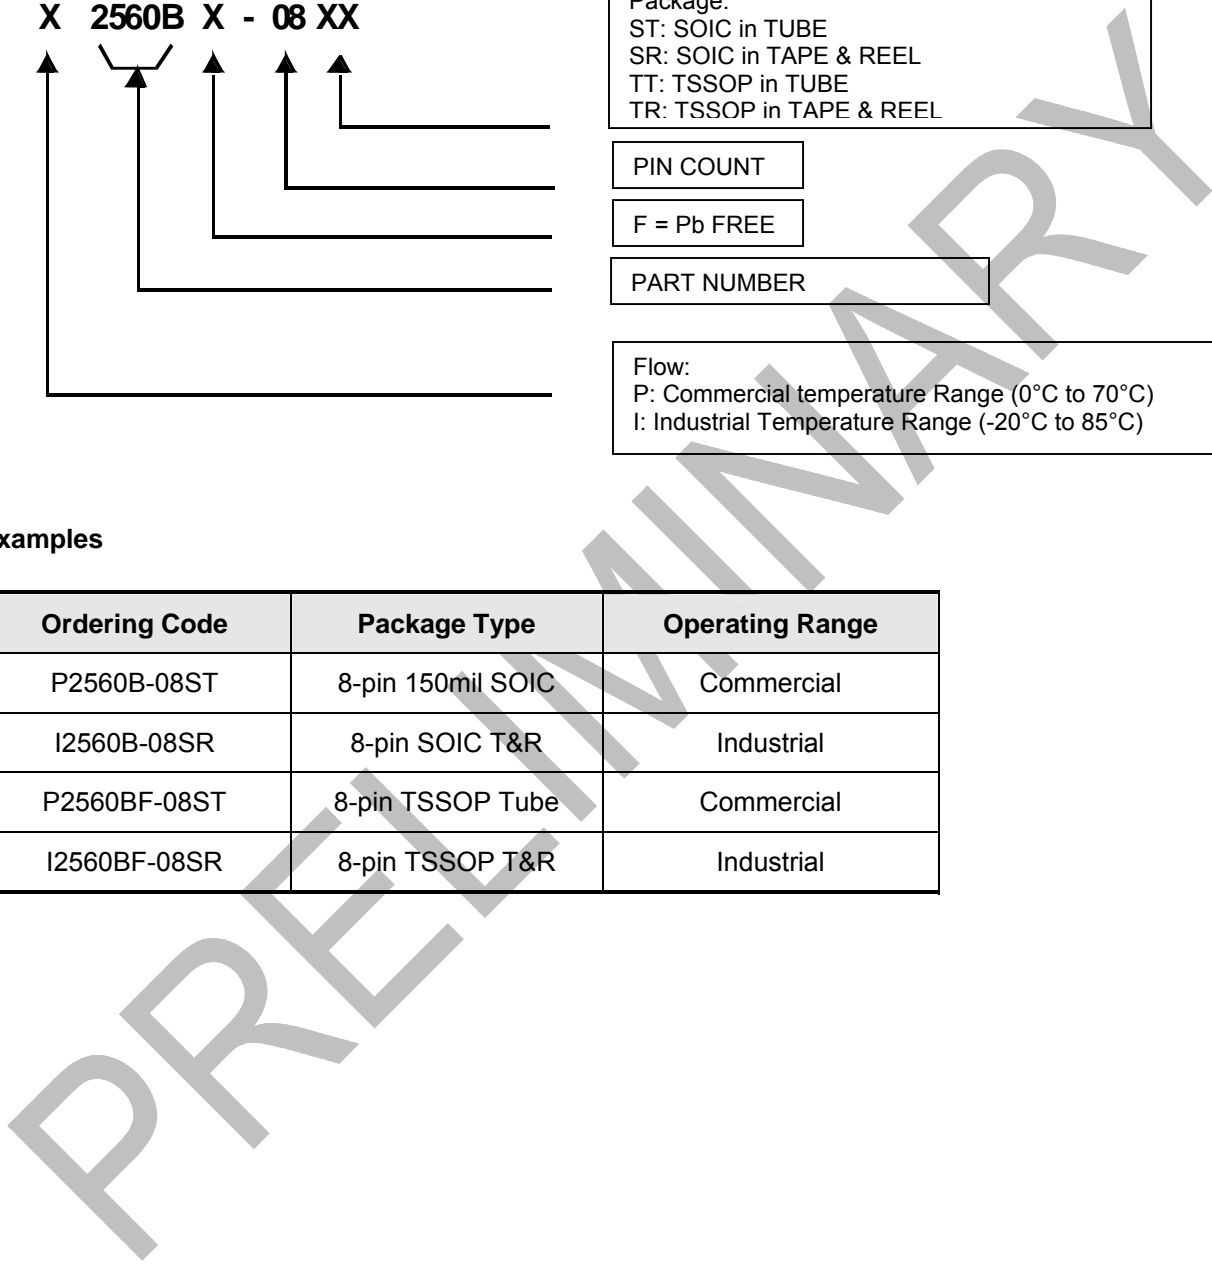 X 2560B X - 08 XX
Package:
ST: SOIC in TUBE
SR: SOIC in TAPE & REEL
TT: TSSOP in TUBE
TR: TSSOP in TAPE & REEL
PIN COUNT
F = Pb FREE
PART NUMBER
Flow:
P: Commercial temperature Range (0°C to 70°C)
I: Industrial Temperature Range (-20°C to 85°C)
xamples
Ordering Code Package Type Operating Range
P2560B-08ST 8-pin 150mil SOIC Commercial
I2560B-08SR 8-pin SOIC T&R Industrial
P2560BF-08ST 8-pin TSSOP Tube Commercial
I2560BF-08SR 8-pin TSSOP T&R Industrial
PRELIMINARY